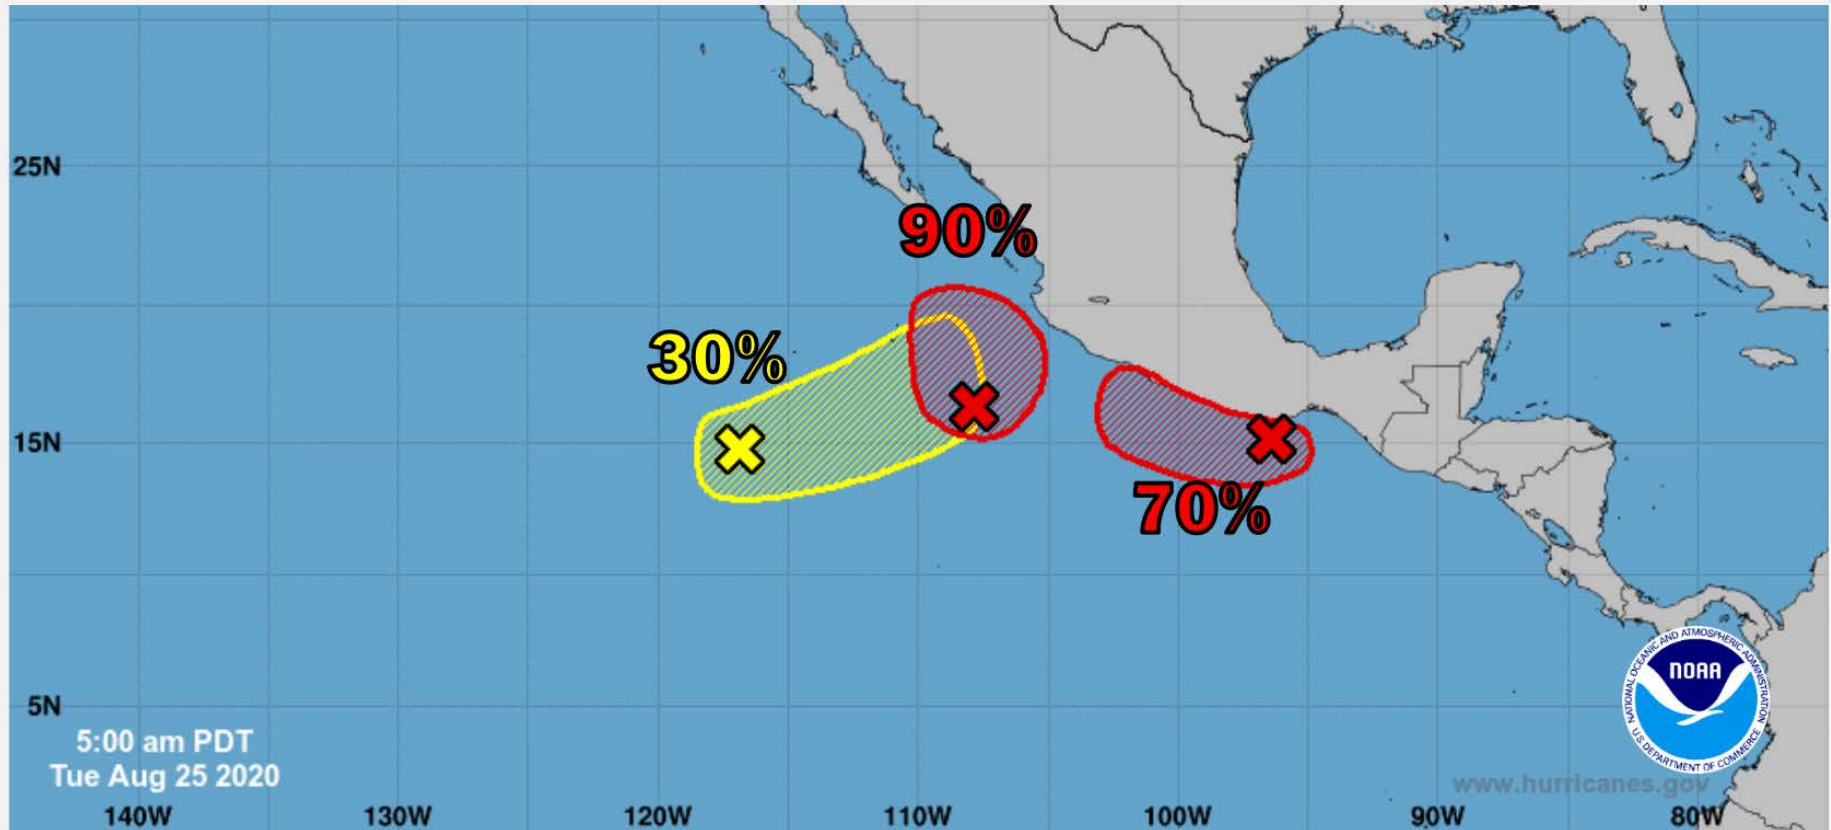 25N
90%
30%
15N
70%
NATIONAL OCEANIC AND ATMOSPHERIC ADMINISTRATION
NOAA
U.S. DEPARTMENT OF COMMERCE
5N
5:00 am PDT
Tue Aug 25 2020
www.hurricanes.gov
140W 130W 120W 110W 100W 90W 80W